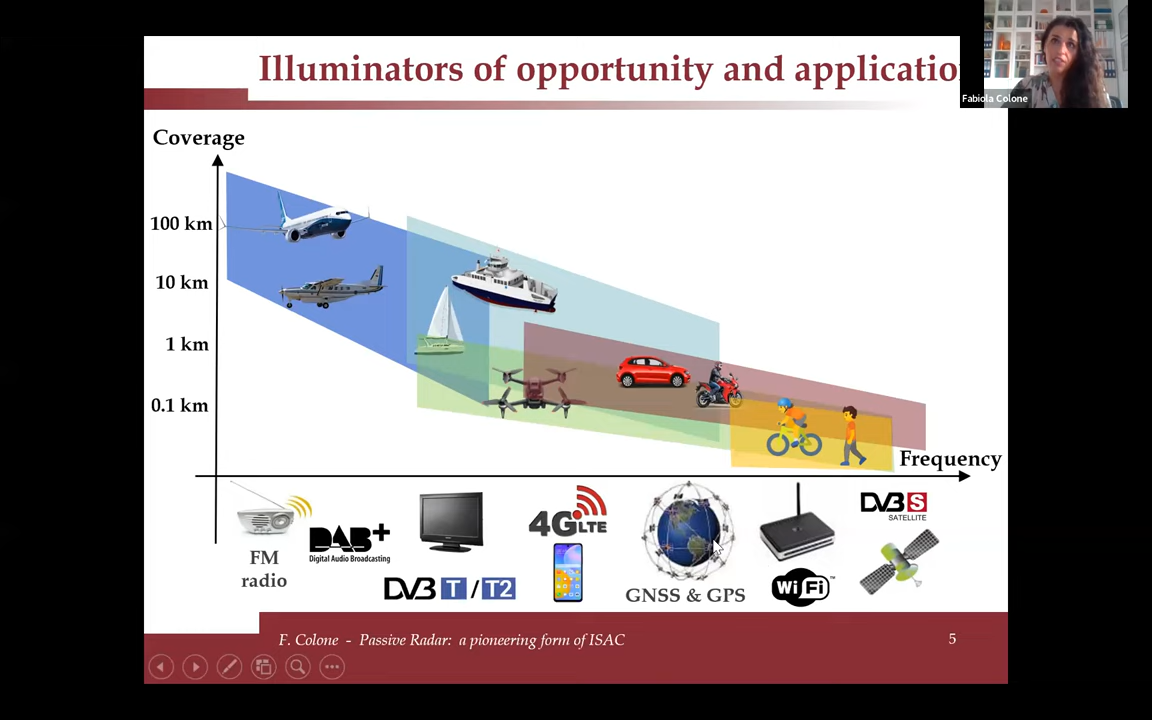 Illuminators of opportunity and applicatio
Fabiola Colone
Coverage
100 km
10 km
1 km
0.1 km
Frequency
FM
radio
DAB+
Digital Audio Broadcasting
DVB T / T2
4G LTE
GNSS & GPS
Wi Fi
DVB S
SATELLITE
F. Colone - Passive Radar: a pioneering form of ISAC
5